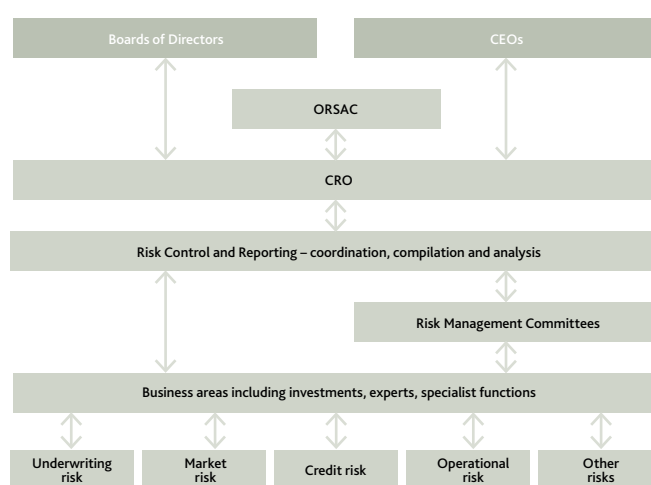 Boards of Directors
CEOs
ORSAC
CRO
Risk Control and Reporting – coordination, compilation and analysis
Risk Management Committees
Business areas including investments, experts, specialist functions
Underwriting
risk
Market
risk
Credit risk
Operational
risk
Other
risks